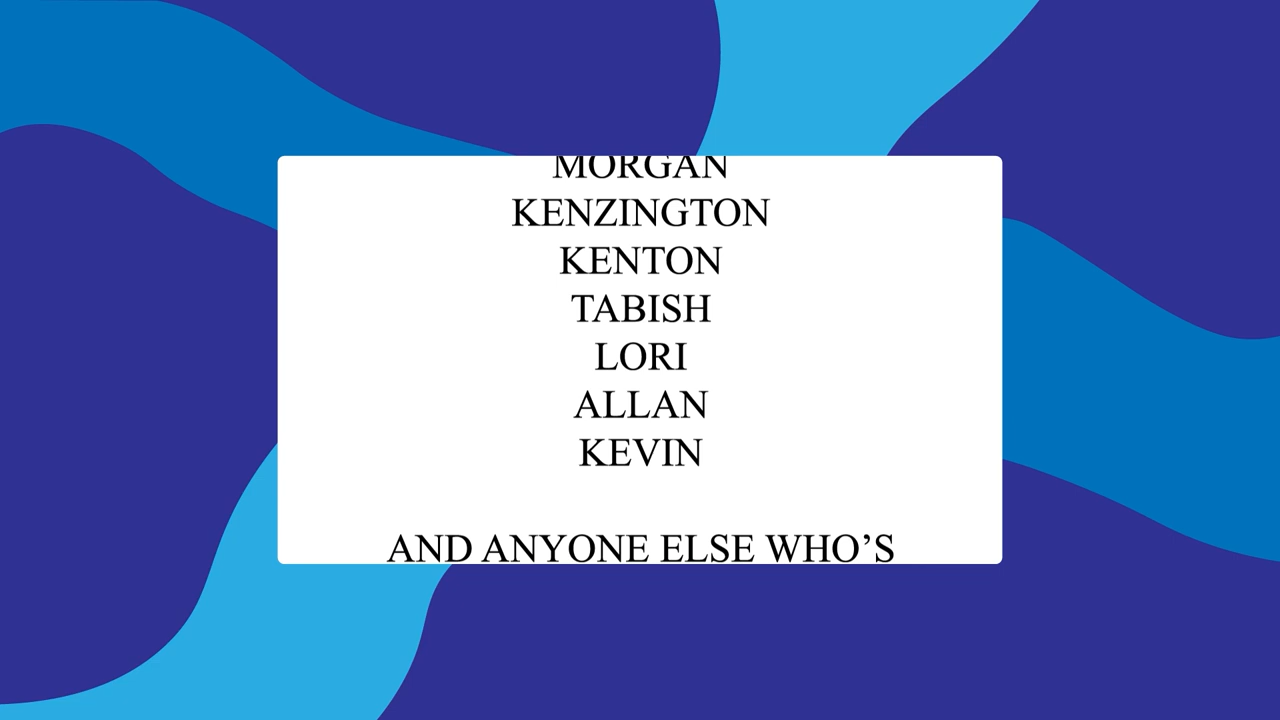 MORGAN
KENZINGTON
KENTON
TABISH
LORI
ALLAN
KEVIN
AND ANYONE ELSE WHO’S